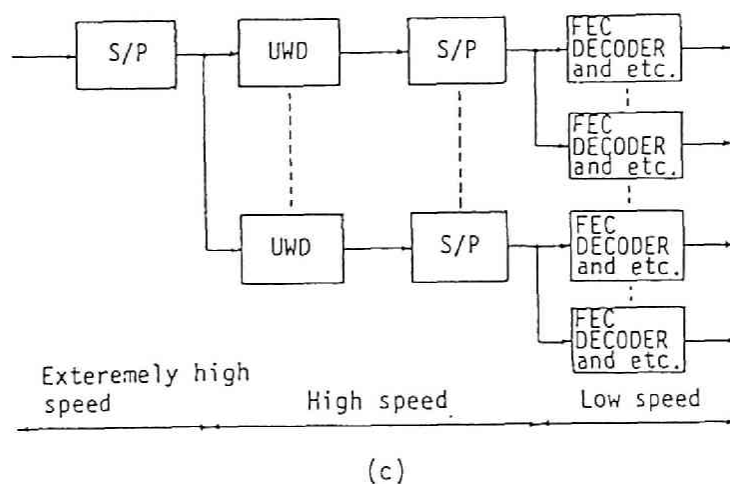 S/P
UWD
S/P
FEC
DECODER
and etc.
FEC
DECODER
and etc.
UWD
S/P
FEC
DECODER
and etc.
FEC
DECODER
and etc.
Exteremely high
speed
High speed
Low speed
(c)